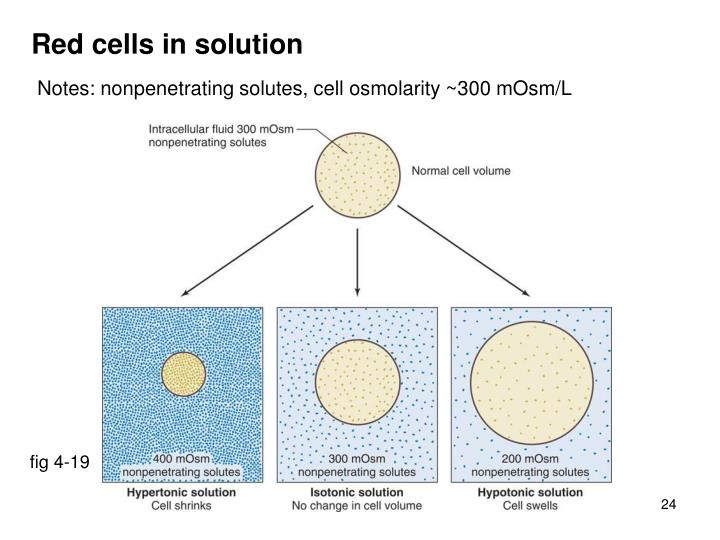 Red cells in solution
Notes: nonpenetrating solutes, cell osmolarity ~300 mOsm/L
Intracellular fluid 300 mOsm
nonpenetrating solutes
Normal cell volume
400 mOsm
nonpenetrating solutes
Hypertonic solution
Cell shrinks
300 mOsm
nonpenetrating solutes
Isotonic solution
No change in cell volume
200 mOsm
nonpenetrating solutes
Hypotonic solution
Cell swells
fig 4-19
24